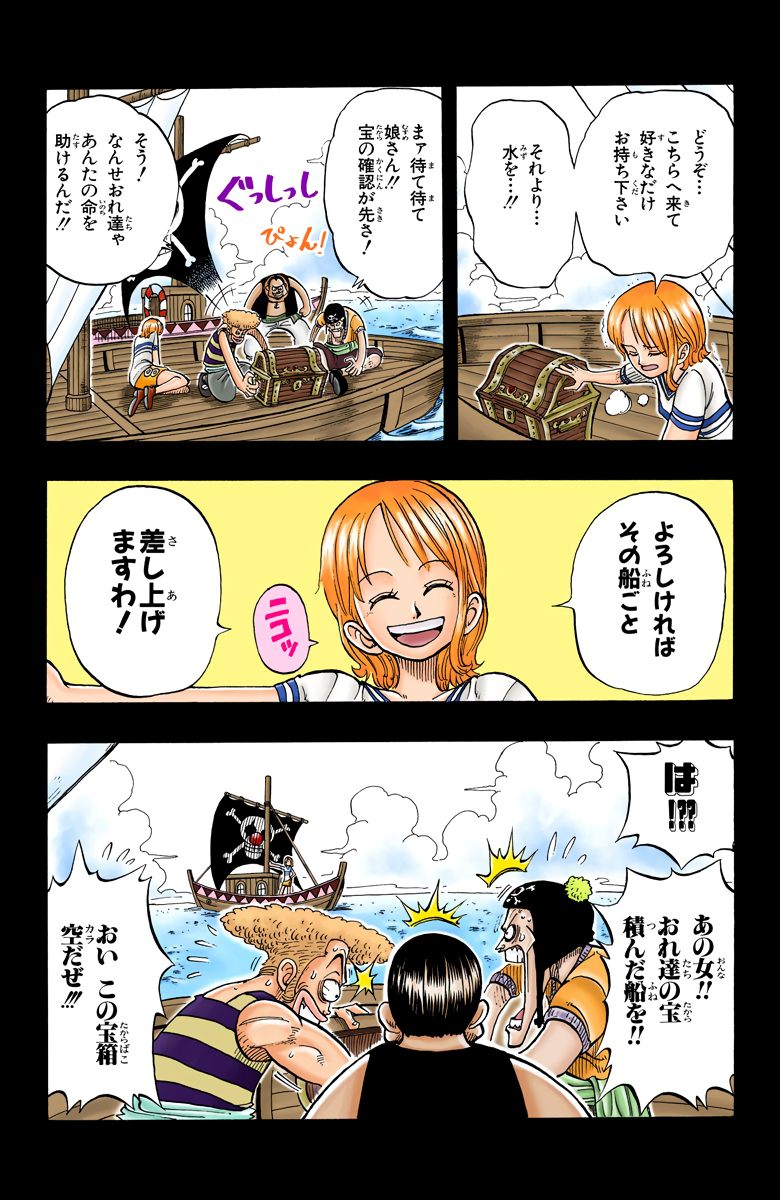 どうぞ…
こちらへ来て
好きなだけ
お持ち下さい
それより…
水を…!!
まァ待て待て
娘さん!!
宝の確認が
先さ!
ぐっしっし
ぴょん!
そう!
なんせおれ達ゃ
あんたの命を
助けるんだ!!
よろしければ
その船ごと
ニコッ
差し上げ
ますわ!
は!??
あの女!!
おれ達の宝
積んだ船を!!
おい この宝箱
空だぜ!!!